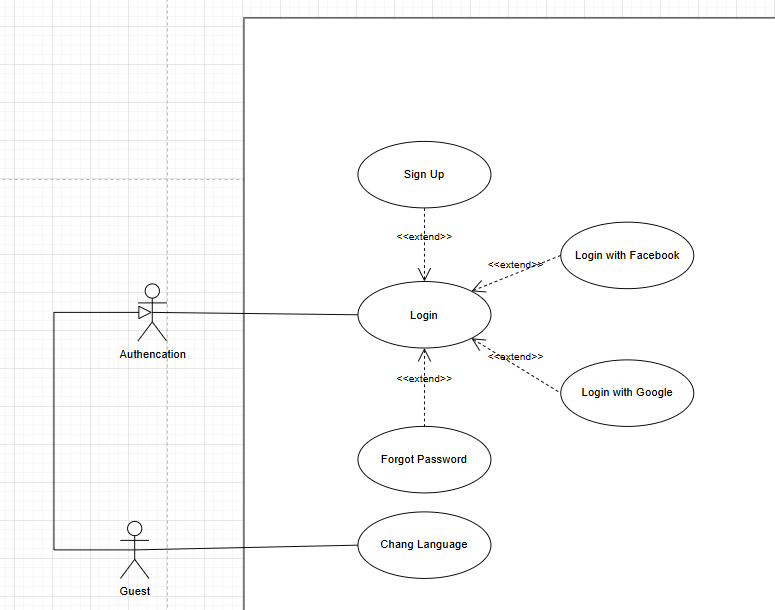 Sign Up
<<extend>>
Login with Facebook
<<extend>>
Login
Authencation
<<extend>>
<<extend>>
Login with Google
Forgot Password
Chang Language
Guest